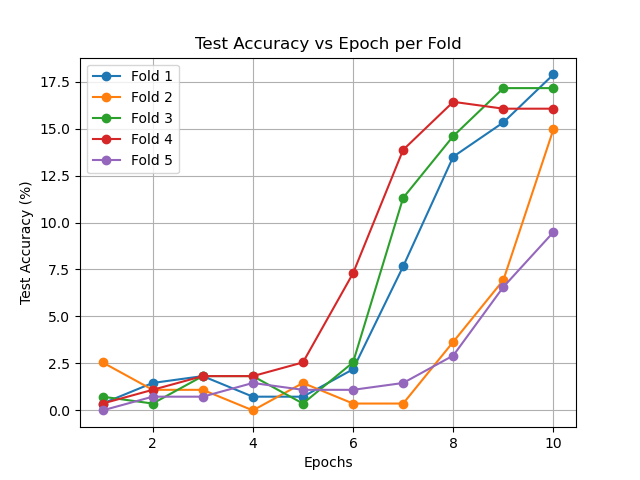 Test Accuracy vs Epoch per Fold
Fold 1
Fold 2
Fold 3
Fold 4
Fold 5
17.5
15.0
12.5
10.0
7.5
5.0
2.5
0.0
Test Accuracy (%)
2 4 6 8 10
Epochs